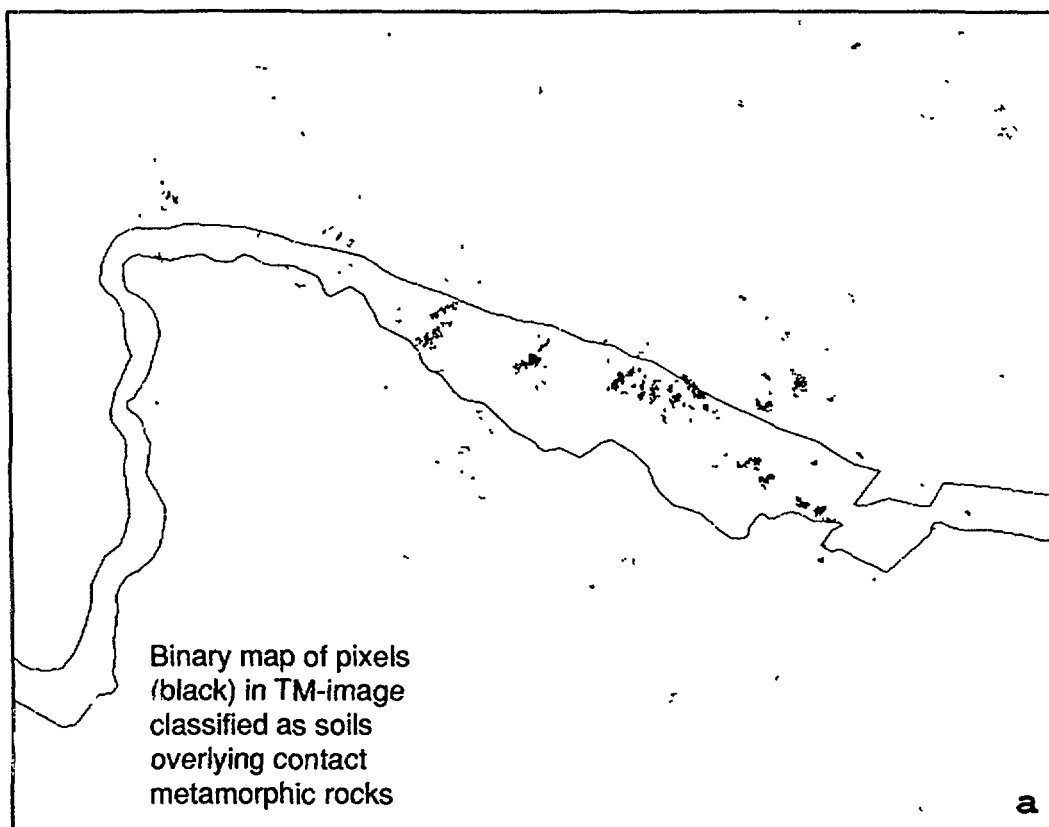 Binary map of pixels
(black) in TM-image
classified as soils
overlying contact
metamorphic rocks
a